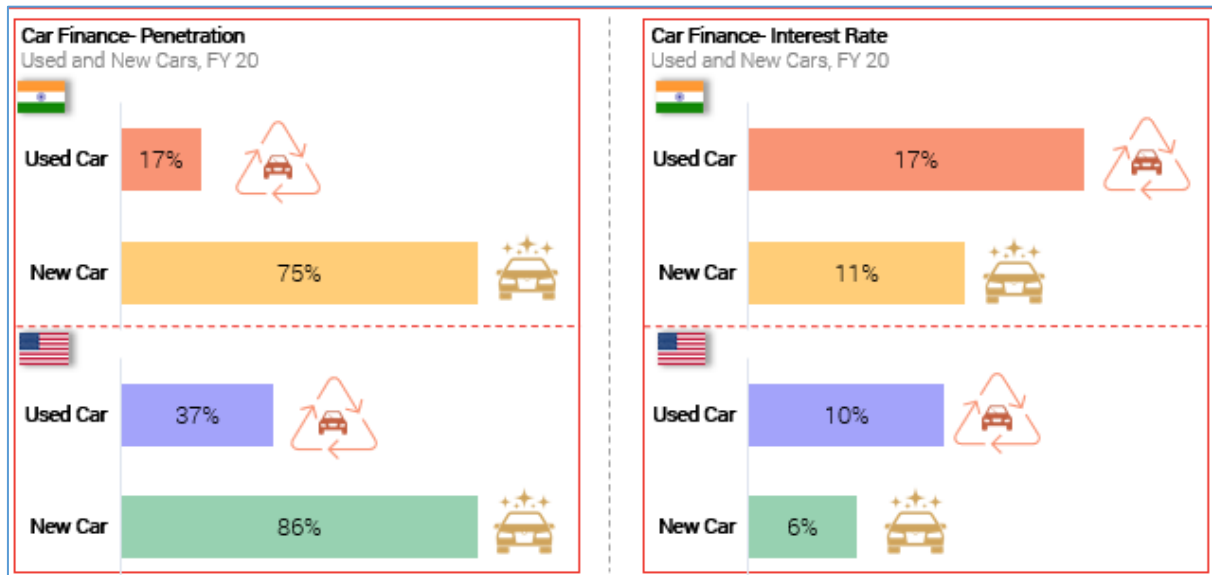 Car Finance- Penetration
Used and New Cars, FY 20
Used Car 17%
New Car 75%
Used Car 37%
New Car 86%
Car Finance- Interest Rate
Used and New Cars, FY 20
Used Car 17%
New Car 11%
Used Car 10%
New Car 6%